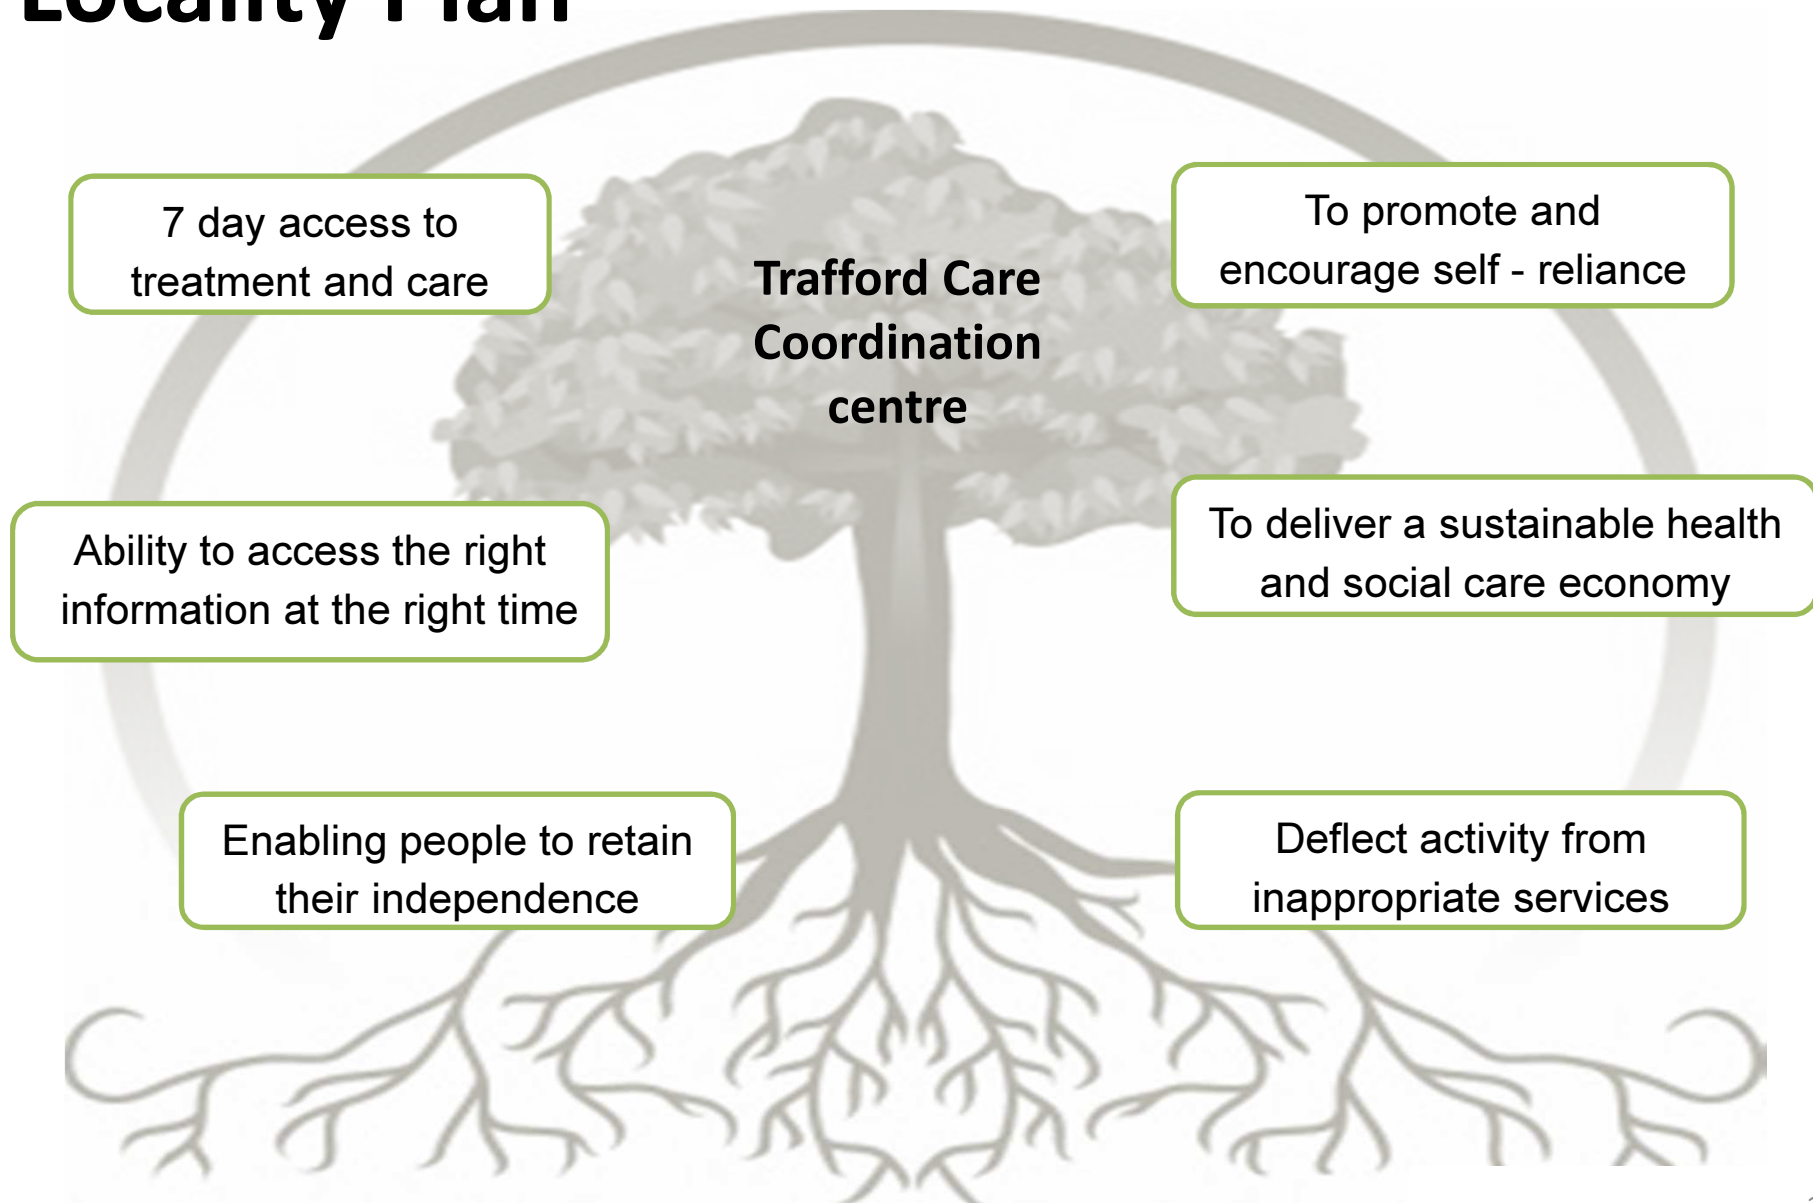 Locality Plan
7 day access to
treatment and care
Trafford Care
Coordination
centre
To promote and
encourage self - reliance
Ability to access the right
information at the right time
To deliver a sustainable health
and social care economy
Enabling people to retain
their independence
Deflect activity from
inappropriate services